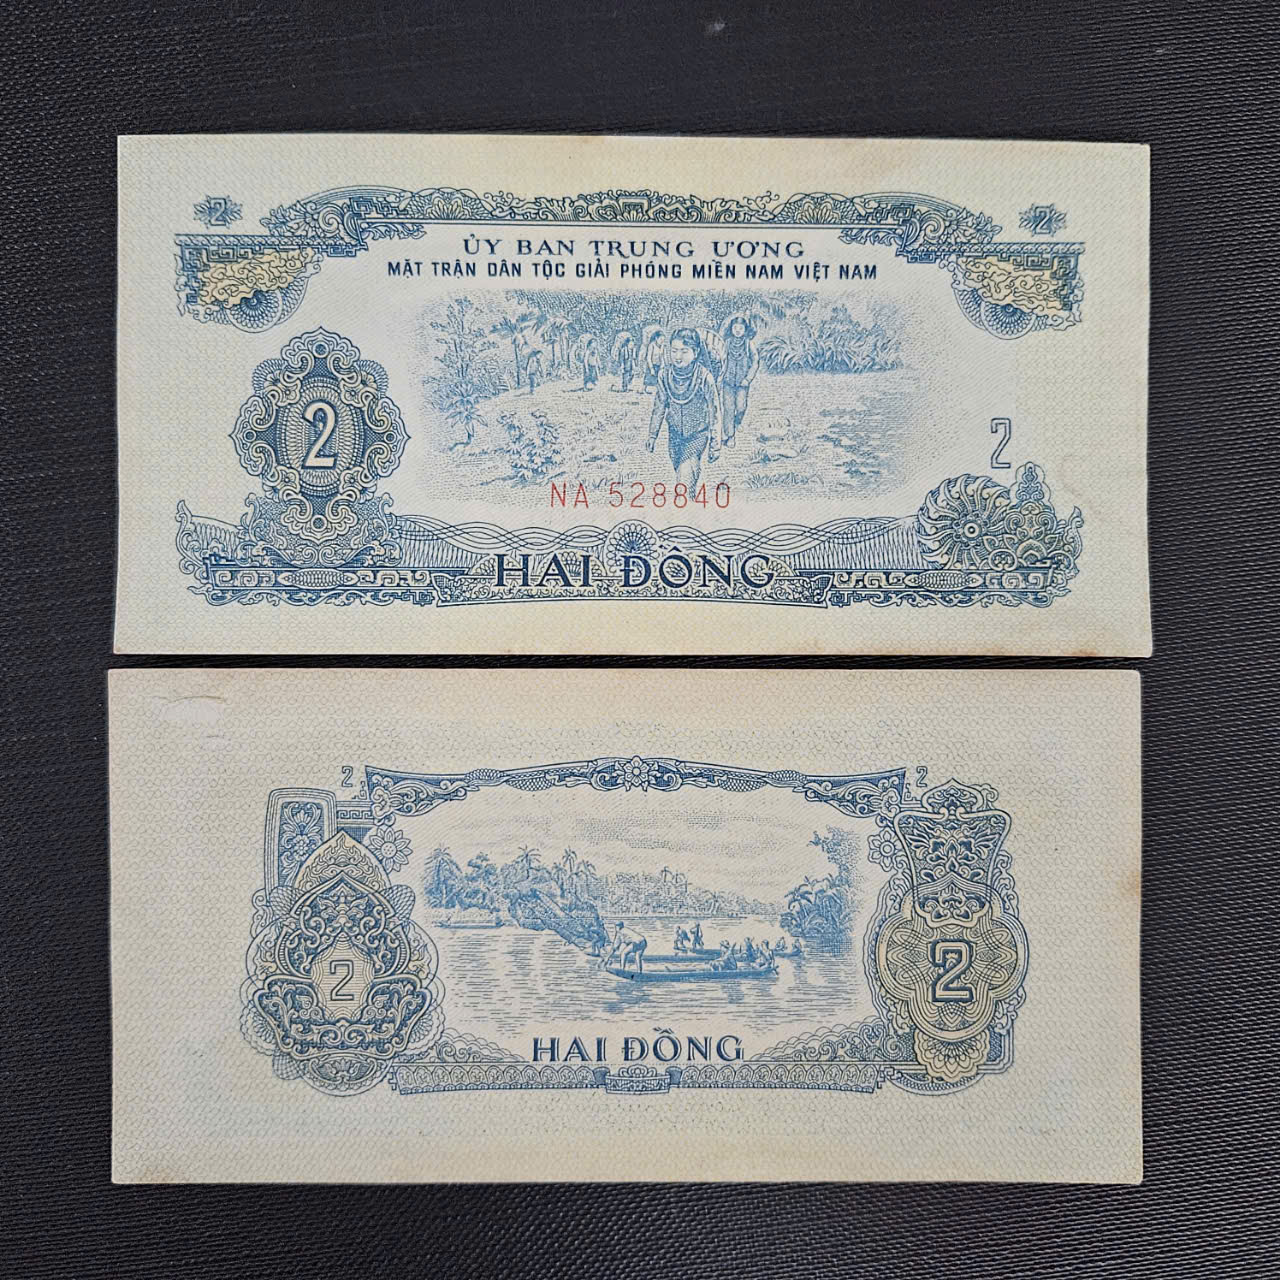 2 2
ỦY BAN TRUNG ƯƠNG
MẶT TRẬN DÂN TỘC GIẢI PHÓNG MIỀN NAM VIỆT NAM
2
2
NA 528840
HAI ĐỒNG
2 2
2
2
HAI ĐỒNG